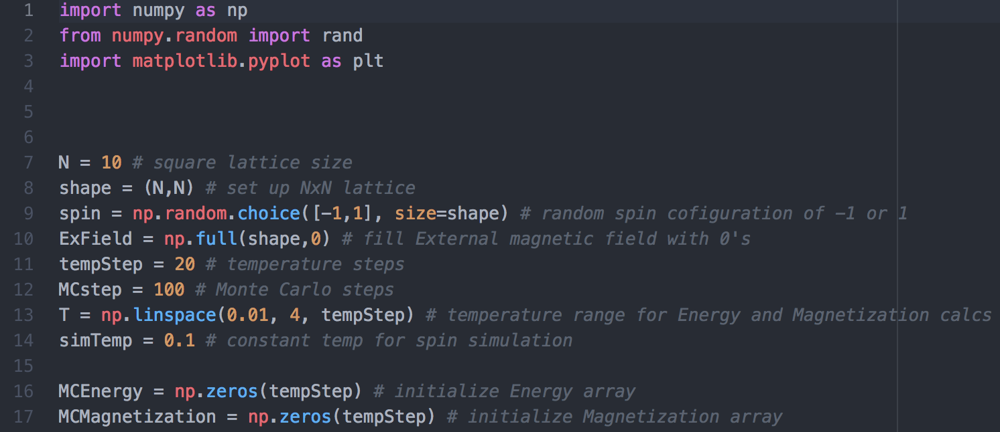 1 import numpy as np
2 from numpy.random import rand
3 import matplotlib.pyplot as plt
4
5
6
7 N = 10 # square lattice size
8 shape = (N,N) # set up NxN lattice
9 spin = np.random.choice([-1,1], size=shape) # random spin cofiguration of -1 or 1
10 ExField = np.full(shape,0) # fill External magnetic field with 0's
11 tempStep = 20 # temperature steps
12 MCstep = 100 # Monte Carlo steps
13 T = np.linspace(0.01, 4, tempStep) # temperature range for Energy and Magnetization calcs
14 simTemp = 0.1 # constant temp for spin simulation
15
16 MCEnergy = np.zeros(tempStep) # initialize Energy array
17 MCMagnetization = np.zeros(tempStep) # initialize Magnetization array